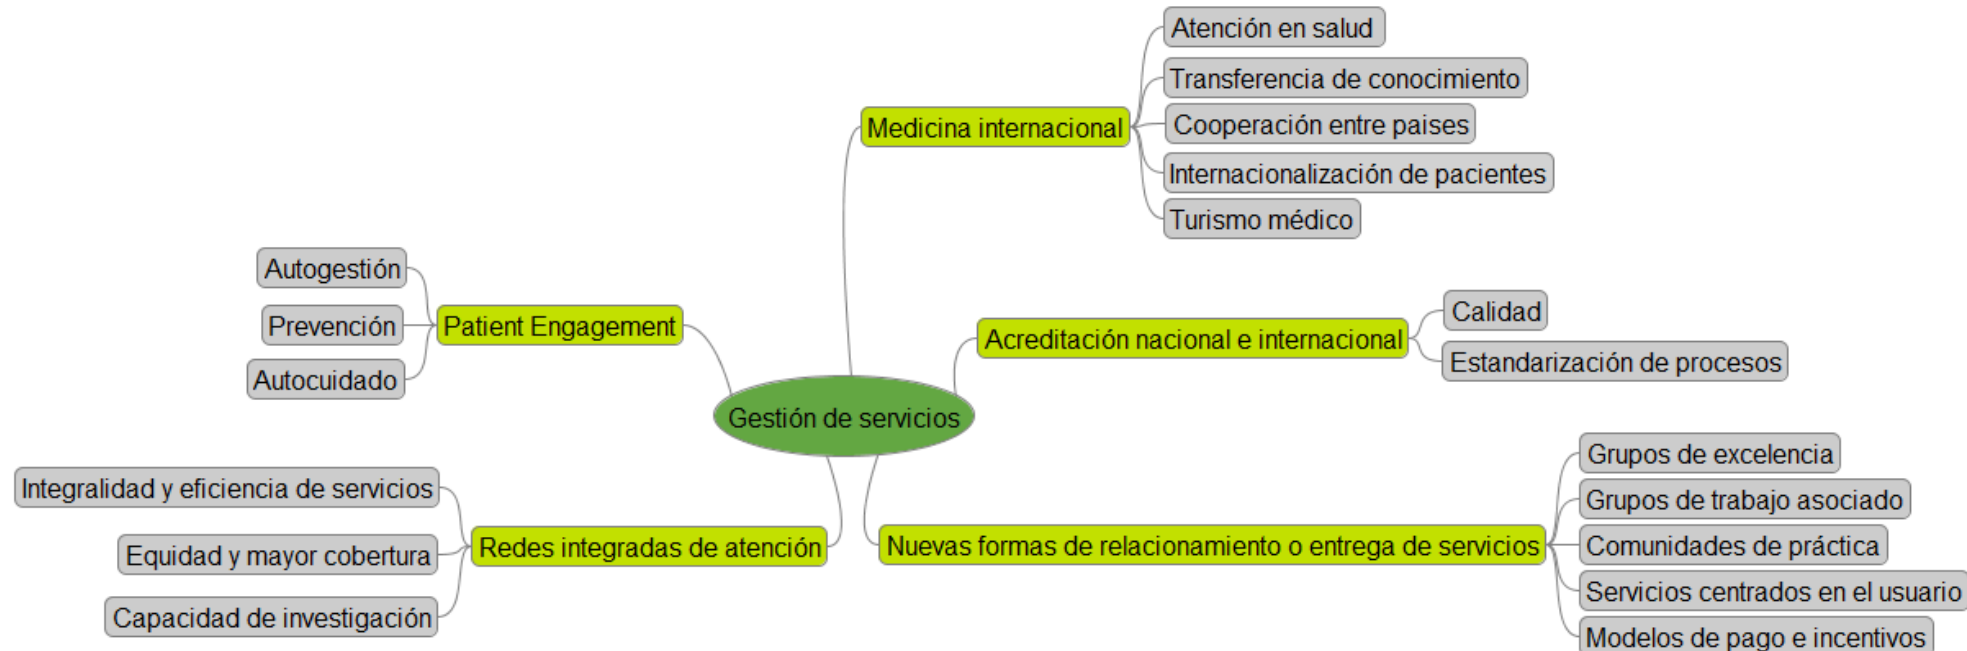 Atención en salud
Transferencia de conocimiento
Medicina internacional
Cooperación entre paises
Internacionalización de pacientes
Turismo médico
Autogestión
Prevención
Patient Engagement
Autocuidado
Calidad
Acreditación nacional e internacional
Estandarización de procesos
Gestión de servicios
Integralidad y eficiencia de servicios
Equidad y mayor cobertura
Redes integradas de atención
Capacidad de investigación
Grupos de excelencia
Grupos de trabajo asociado
Nuevas formas de relacionamiento o entrega de servicios
Comunidades de práctica
Servicios centrados en el usuario
Modelos de pago e incentivos